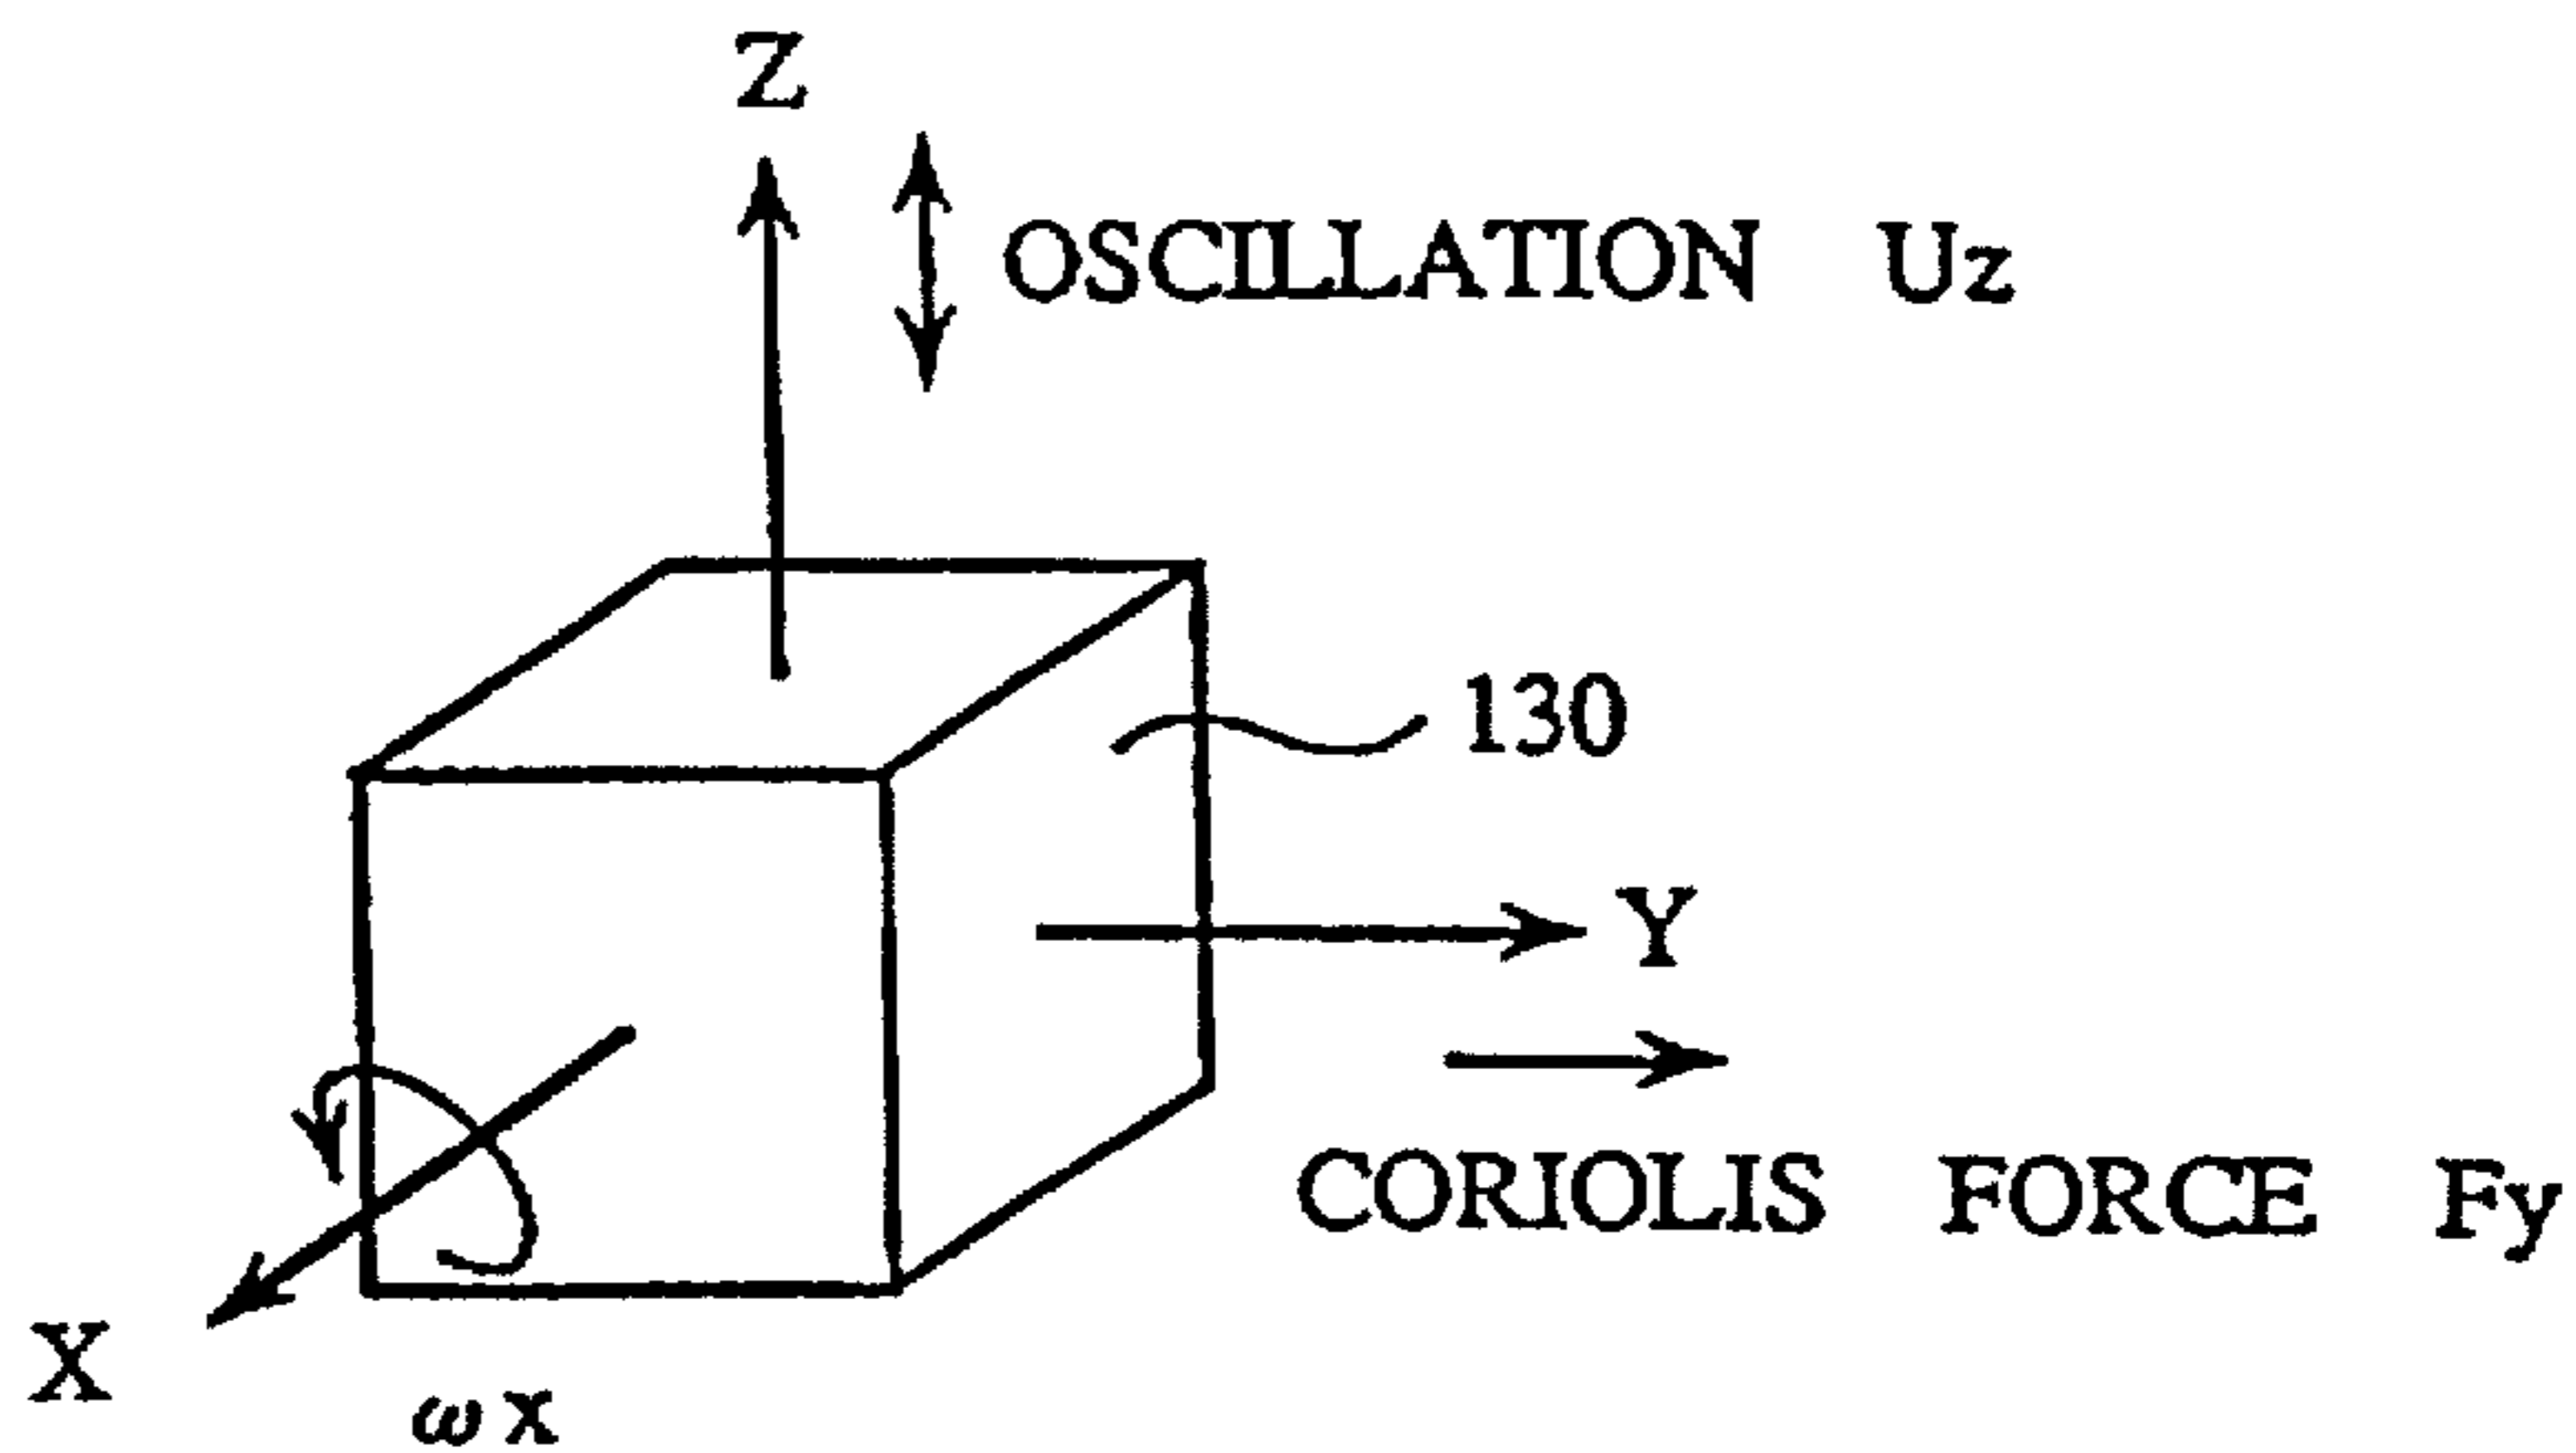 Z
OSCILLATION Uz
130
Y
CORIOLIS FORCE Fy
X
ωx